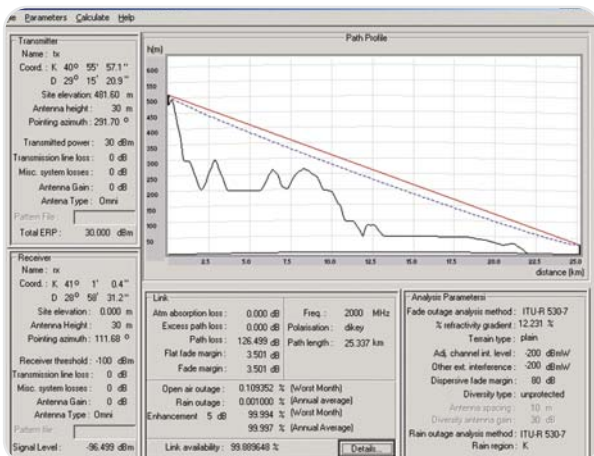 Parameters Calculate Help
Transmitter
Name : tx
Coord. : K 40° 55' 57.1"
D 29° 15' 20.9"
Site elevation: 481.60 m
Antenna height : 30 m
Pointing azimuth : 291.70 °
Transmitted power : 30 dBm
Transmission line loss : 0 dB
Misc. system losses : 0 dB
Antenna Gain : 0 dB
Antena Type : Omni
Pattern File :
Total ERP : 30.000 dBm
Receiver
Name : rx
Coord. : K 41° 1' 0.4"
D 28° 58' 31.2"
Site elevation : 0.000 m
Antenna Height : 30 m
Pointing azimuth : 111.68 °
Receiver threshold : -100 dBm
Transmission line loss : 0 dB
Misc. system losses : 0 dB
Antenna Gain : 0 dB
Antenna Type : Omni
Pattern file :
Signal Level : -96.499 dBm
Path Profile
h(m)
600
550
500
450
400
350
300
250
200
150
100
50
2.5 5.0 7.5 10.0 12.5 15.0 17.5 20.0 22.5 25.0
distance (km)
Link
Atm absorption loss : 0.000 dB Freq. : 2000 MHz
Excess path loss : 0.000 dB Polarisation : dikey
Path loss : 126.499 dB Path length : 25.337 km
Flat fade margin : 3.501 dB
Fade margin : 3.501 dB
Open air outage : 0.109352 % (Worst Month)
Rain outage : 0.001000 % (Annual average)
Enhancement 5 dB 99.994 % (Worst Month)
99.997 % (Annual Average)
Link availability : 99.889648 % Details...
Analysis Parametersi
Fade outage analysis method : ITU-R 530-7
% refractivity gradient : 12.231 %
Terrain type : plain
Adj. channel int. level : -200 dBmW
Other ext. interference : -200 dBmW
Dispersive fade margin : 80 dB
Diversity type : unprotected
Antenna spacing : 10 m
Diversity antenna gain : 30 dB
Rain outage analysis method : ITU-R 530-7
Rain region : K